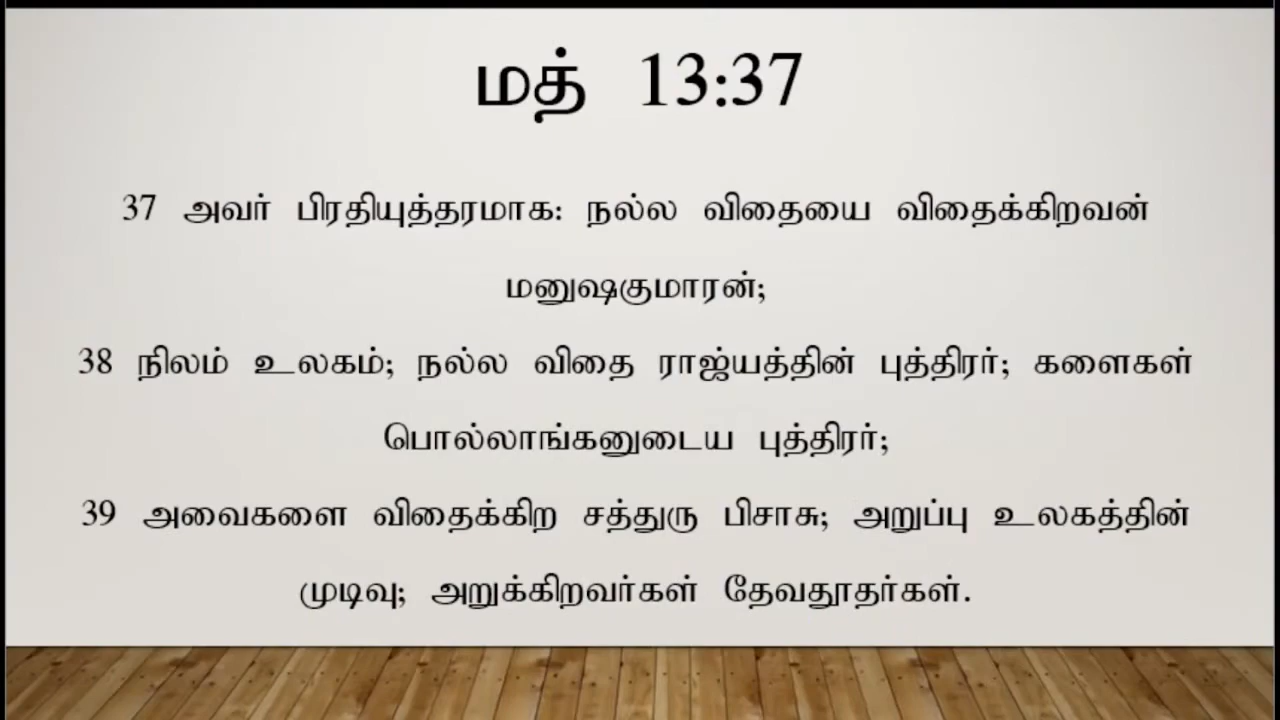 மத் 13:37
37 அவர் பிரதியுத்தரமாக: நல்ல விதையை விதைக்கிறவன்
மனுஷகுமாரன்;
38 நிலம் உலகம்; நல்ல விதை ராஜ்யத்தின் புத்திரர்; களைகள்
பொல்லாங்கனுடைய புத்திரர்;
39 அவைகளை விதைக்கிற சத்துரு பிசாசு; அறுப்பு உலகத்தின்
முடிவு; அறுக்கிறவர்கள் தேவதூதர்கள்.